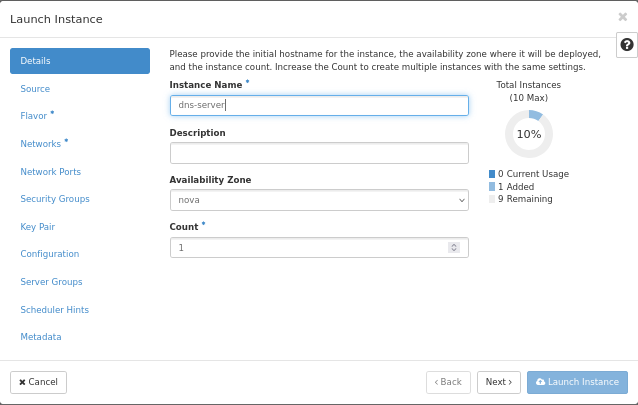 Launch Instance
Details
Source
Flavor *
Networks *
Network Ports
Security Groups
Key Pair
Configuration
Server Groups
Scheduler Hints
Metadata
Please provide the initial hostname for the instance, the availability zone where it will be deployed,
and the instance count. Increase the Count to create multiple instances with the same settings.
Instance Name *
dns-server
Description
Availability Zone
nova
Count *
1
Total Instances
(10 Max)
10%
0 Current Usage
1 Added
9 Remaining
✖ Cancel
‹ Back
Next ›
Launch Instance